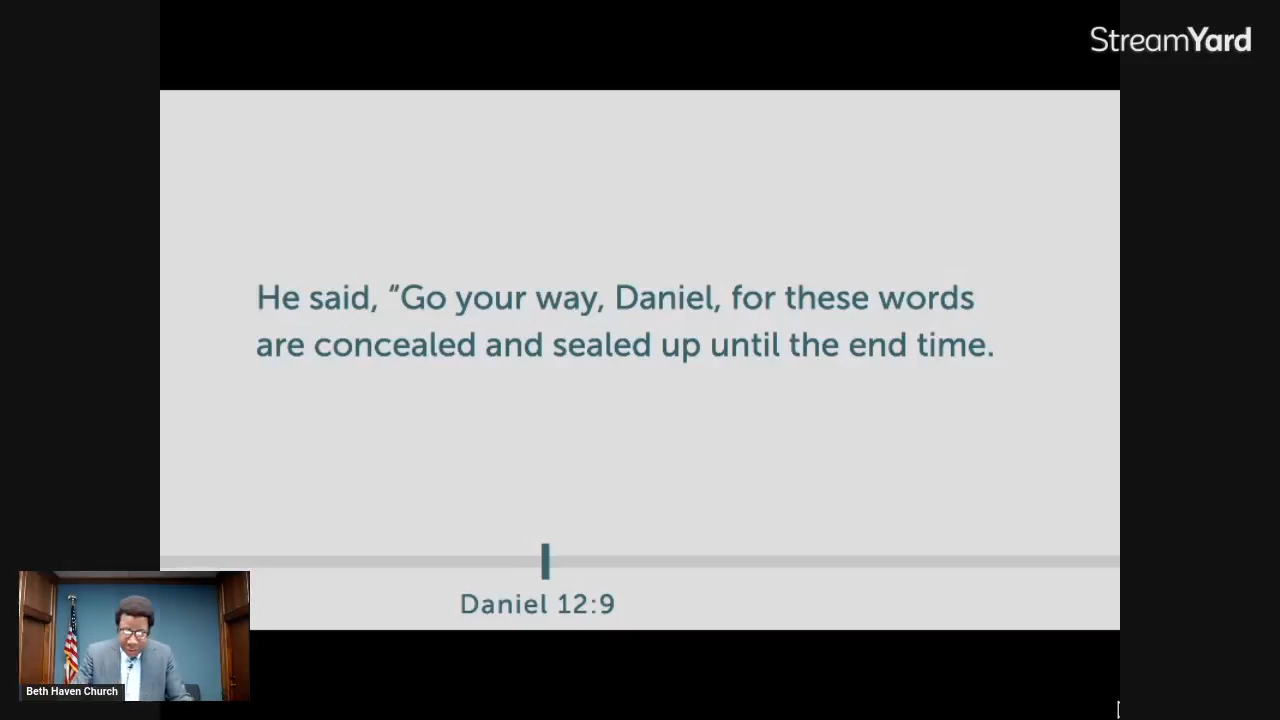 StreamYard
He said, "Go your way, Daniel, for these words
are concealed and sealed up until the end time.
Daniel 12:9
Beth Haven Church